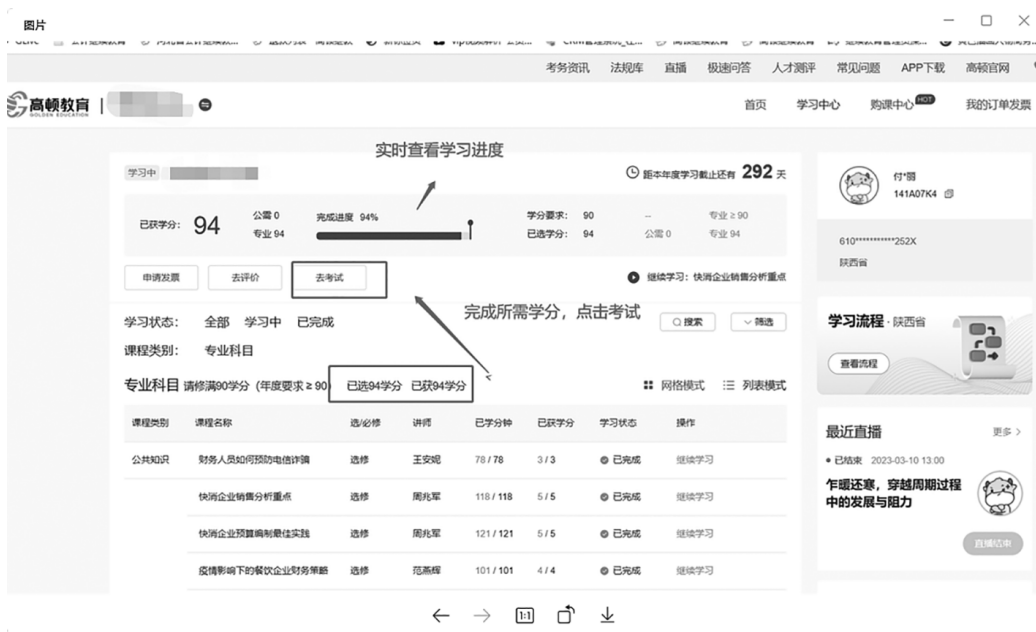 图片
考务资讯 法规库 直播 极速问答 人才测评 常见问题 APP下载 高顿官网
高顿教育
GOLDEN EDUCATION
首页 学习中心 购课中心 HOT 我的订单发票
实时查看学习进度
学习中
距本年度学习截止还有 292 天
已获学分: 94
公需 0
专业 94
完成进度 94%
学分要求: 90 -- 专业 ≥ 90
已选学分: 94 公需 0 专业 94
申请发票 去评价 去考试
继续学习: 快消企业销售分析重点
完成所需学分，点击考试
学习状态: 全部 学习中 已完成
搜索 筛选
课程类别: 专业科目
专业科目 请修满90学分（年度要求 ≥ 90） 已选94学分 已获94学分
网格模式 列表模式
课程类别 课程名称 选/必修 讲师 已学分钟 已获学分 学习状态 操作
公共知识 财务人员如何预防电信诈骗 选修 王安妮 78 / 78 3 / 3 已完成 继续学习
快消企业销售分析重点 选修 周兆军 118 / 118 5 / 5 已完成 继续学习
快消企业预算编制最佳实践 选修 周兆军 121 / 121 5 / 5 已完成 继续学习
疫情影响下的餐饮企业财务策略 选修 范燕辉 101 / 101 4 / 4 已完成 继续学习
付*丽
141A07K4
610***********252X
陕西省
学习流程 · 陕西省
查看流程
最近直播 更多 >
已结束 2023-03-10 13:00
乍暖还寒，穿越周期过程
中的发展与阻力
直播结束
1:1